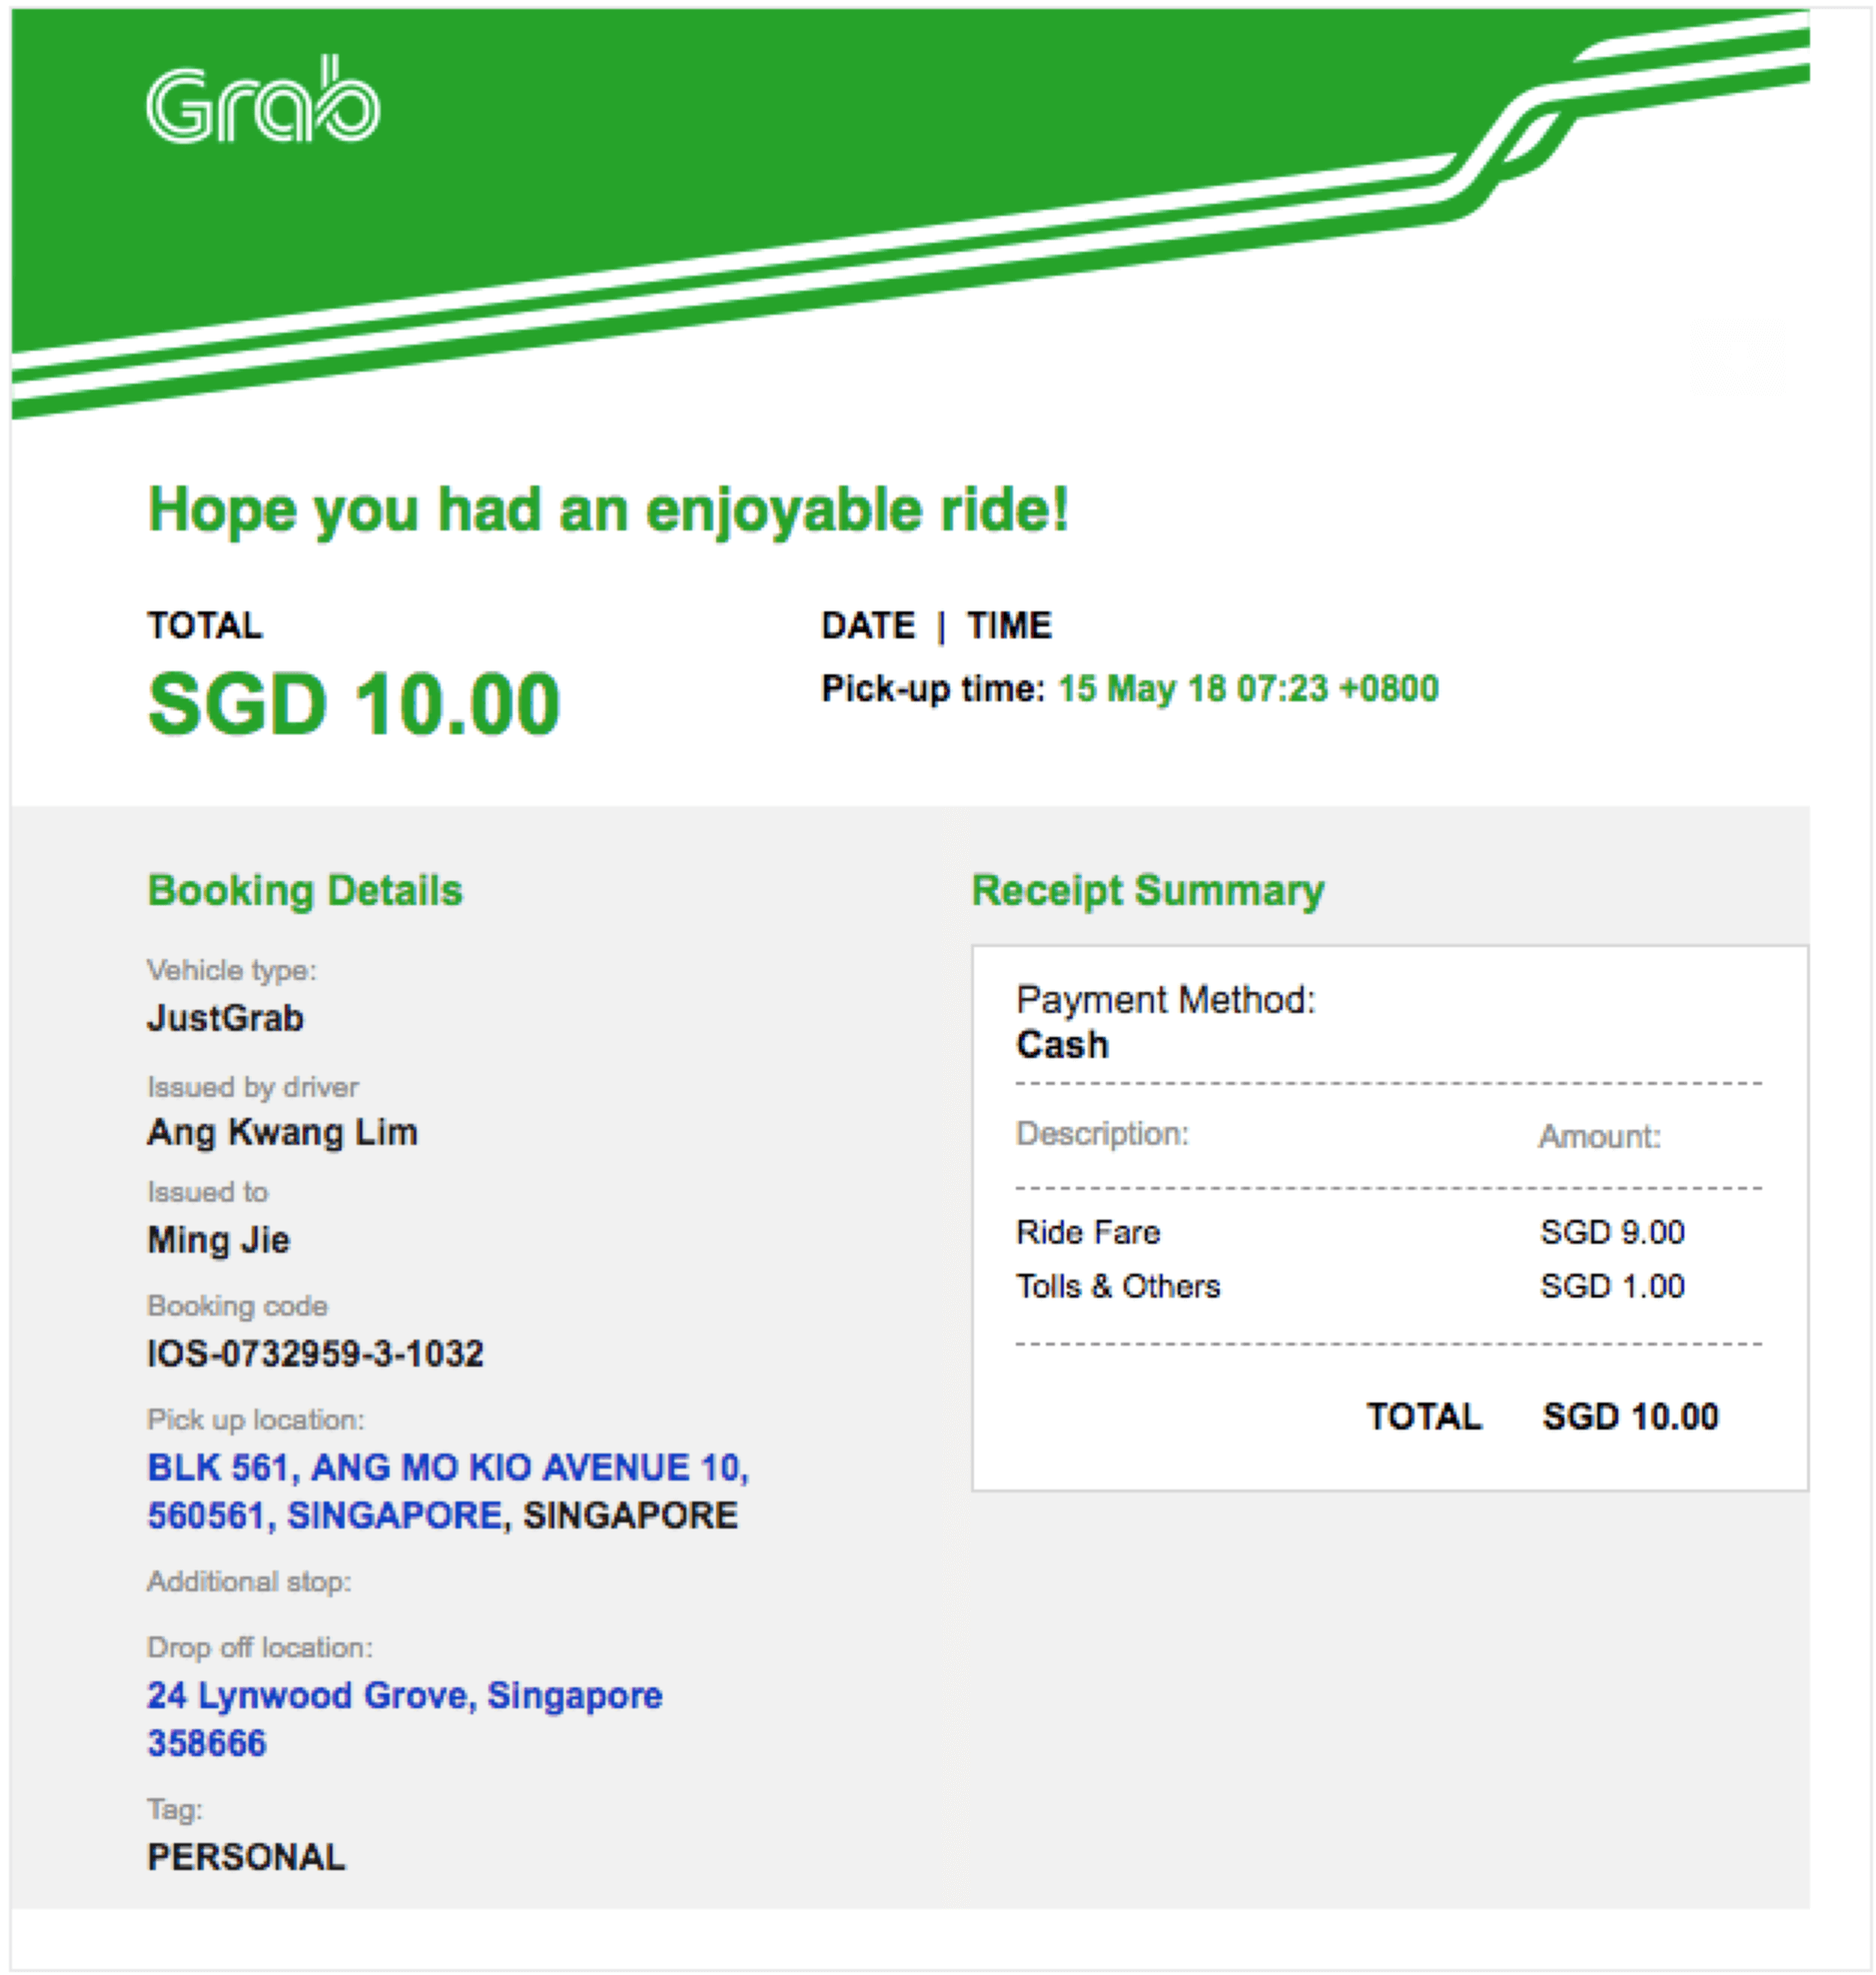 Grab
Hope you had an enjoyable ride!
TOTAL
SGD 10.00
DATE | TIME
Pick-up time: 15 May 18 07:23 +0800
Booking Details
Vehicle type:
JustGrab
Issued by driver
Ang Kwang Lim
Issued to
Ming Jie
Booking code
IOS-0732959-3-1032
Pick up location:
BLK 561, ANG MO KIO AVENUE 10,
560561, SINGAPORE, SINGAPORE
Additional stop:
Drop off location:
24 Lynwood Grove, Singapore
358666
Tag:
PERSONAL
Receipt Summary
Payment Method:
Cash
Description: Amount:
Ride Fare SGD 9.00
Tolls & Others SGD 1.00
TOTAL SGD 10.00